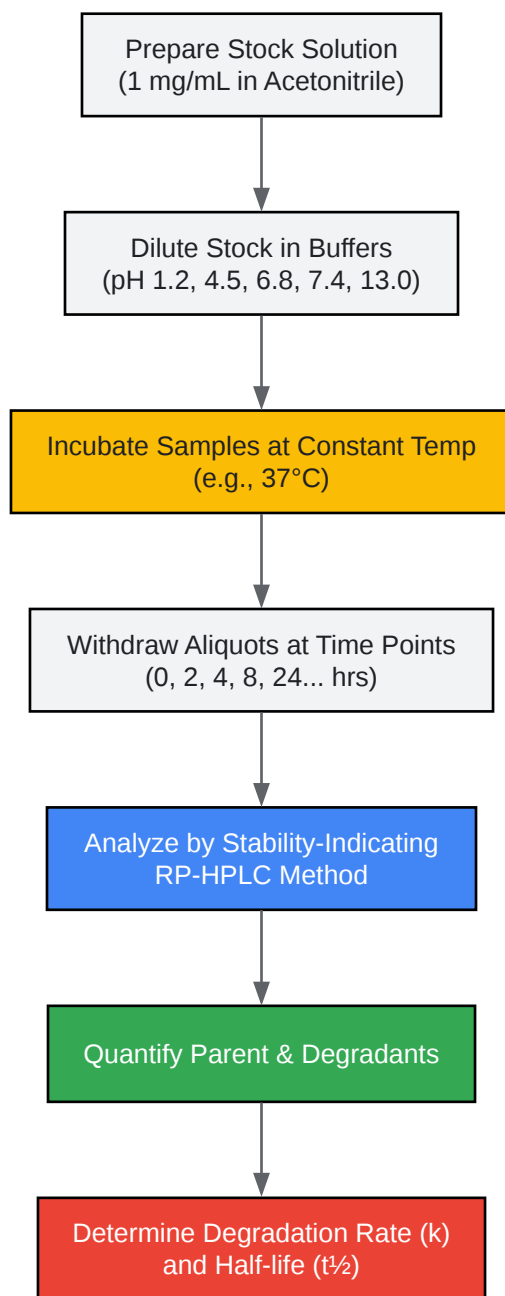 Prepare Stock Solution
(1 mg/mL in Acetonitrile)
Dilute Stock in Buffers
(pH 1.2, 4.5, 6.8, 7.4, 13.0)
Incubate Samples at Constant Temp
(e.g., 37°C)
Withdraw Aliquots at Time Points
(0, 2, 4, 8, 24... hrs)
Analyze by Stability-Indicating
RP-HPLC Method
Quantify Parent & Degradants
Determine Degradation Rate (k)
and Half-life (t½)